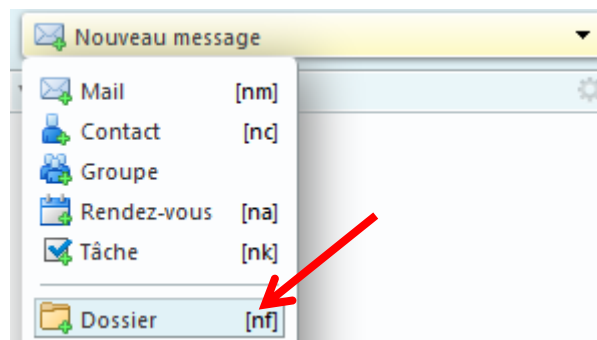 Nouveau message
Mail [nm]
Contact [nc]
Groupe
Rendez-vous [na]
Tâche [nk]
Dossier [nf]